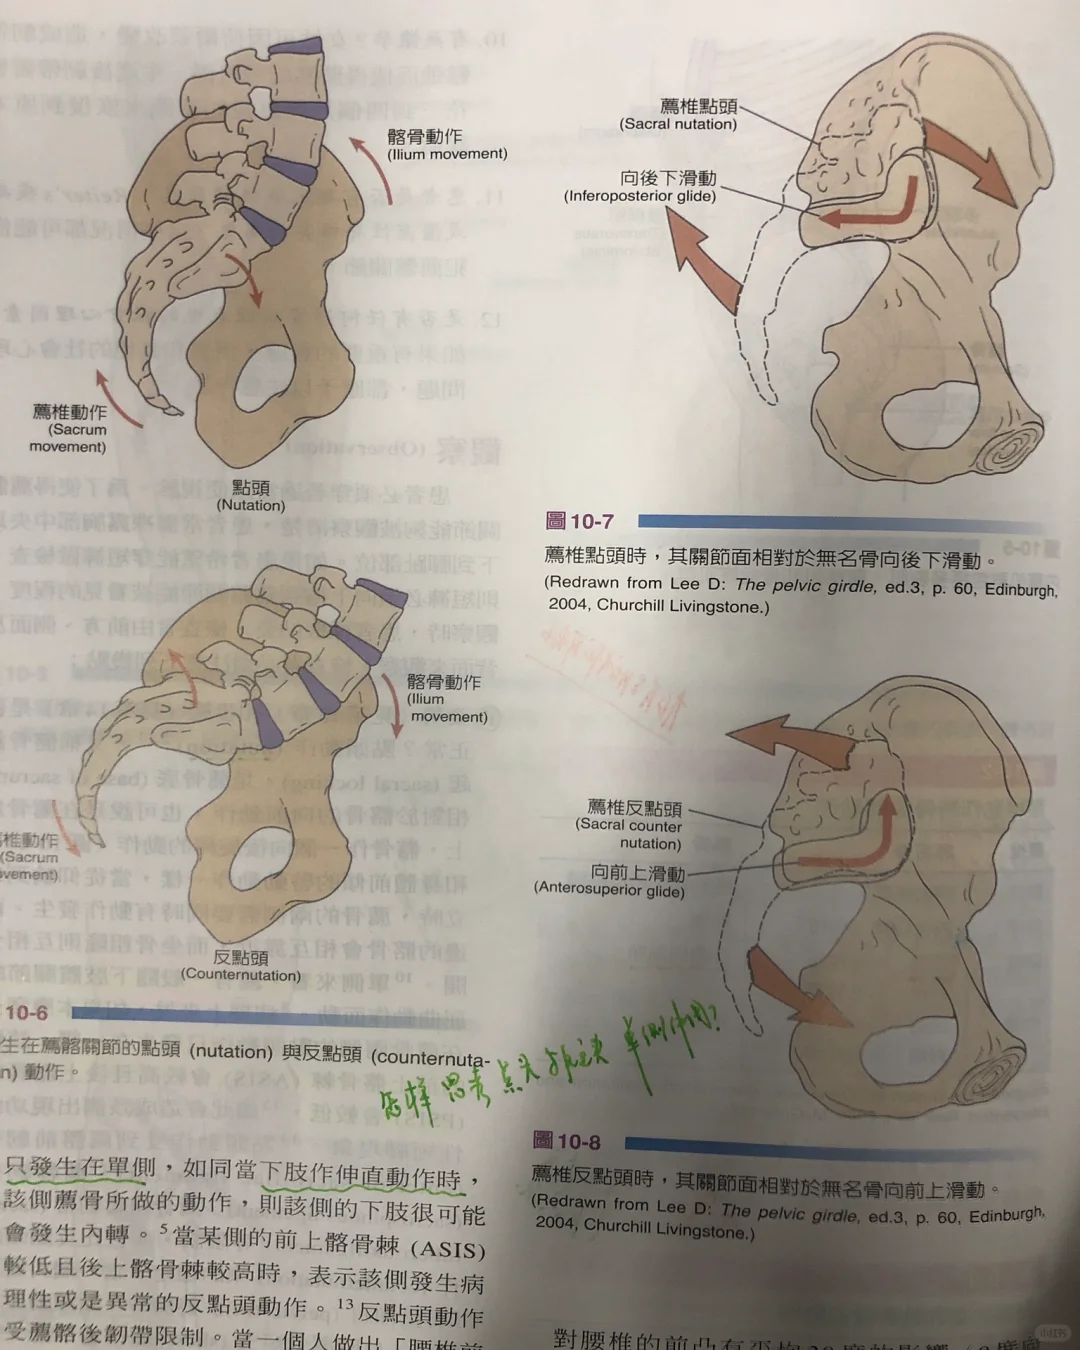 髂骨動作
(Ilium movement)
薦椎動作
(Sacrum
movement)
點頭
(Nutation)
髂骨動作
(Ilium
movement)
椎動作
(Sacrum
ovement)
反點頭
(Counternutation)
10-6
生在薦髂關節的點頭 (nutation) 與反點頭 (counternuta-
n) 動作。
只發生在單側，如同當下肢作伸直動作時，
該側薦骨所做的動作，則該側的下肢很可能
會發生內轉。⁵當某側的前上髂骨棘 (ASIS)
較低且後上髂骨棘較高時，表示該側發生病
理性或是異常的反點頭動作。¹³反點頭動作
受薦髂後韌帶限制。當一個人做出「腰椎前
怎样思考点头
薦椎點頭
(Sacral nutation)
向後下滑動
(Inferoposterior glide)
圖10-7
薦椎點頭時，其關節面相對於無名骨向後下滑動。
(Redrawn from Lee D: The pelvic girdle, ed.3, p. 60, Edinburgh,
2004, Churchill Livingstone.)
薦椎反點頭
(Sacral counter
nutation)
向前上滑動
(Anterosuperior glide)
圖10-8
薦椎反點頭時，其關節面相對於無名骨向前上滑動。
(Redrawn from Lee D: The pelvic girdle, ed.3, p. 60, Edinburgh,
2004, Churchill Livingstone.)
對腰椎的前凸有平均
小红书